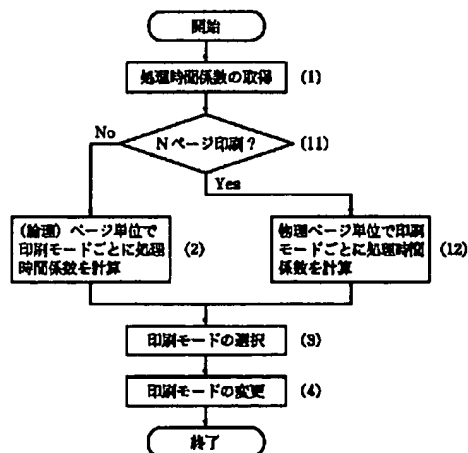 開始
処理時間係数の取得 (1)
Nページ印刷? (11)
No
Yes
(論理) ページ単位で
印刷モードごとに処理
時間係数を計算
(2)
物理ページ単位で印刷
モードごとに処理時間
係数を計算
(12)
印刷モードの選択 (3)
印刷モードの変更 (4)
終了